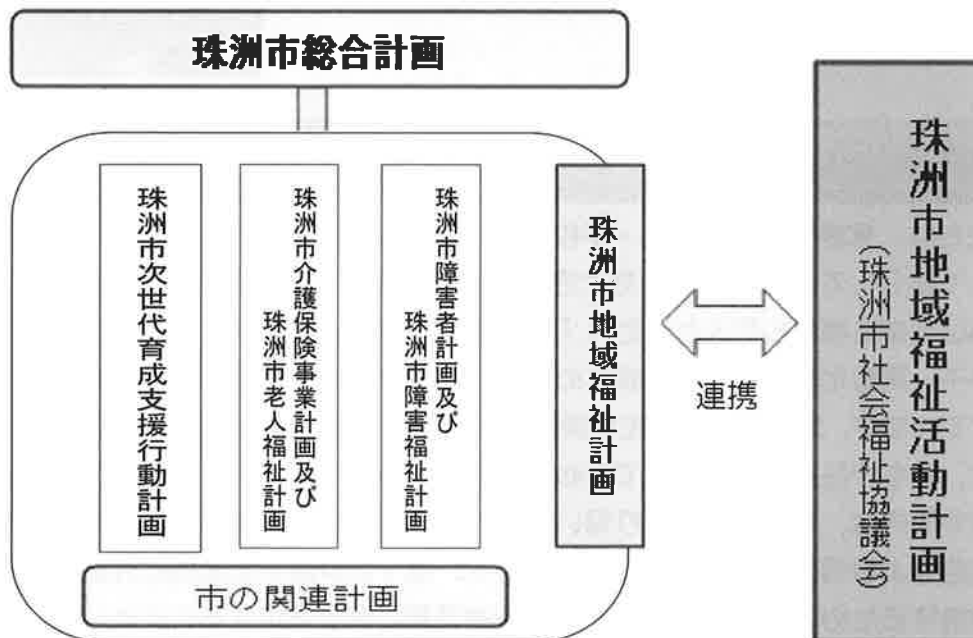 珠洲市総合計画
珠洲市次世代育成支援行動計画
珠洲市介護保険事業計画及び
珠洲市老人福祉計画
珠洲市障害者計画及び
珠洲市障害福祉計画
珠洲市地域福祉計画
市の関連計画
連携
珠洲市地域福祉活動計画
(珠洲市社会福祉協議会)